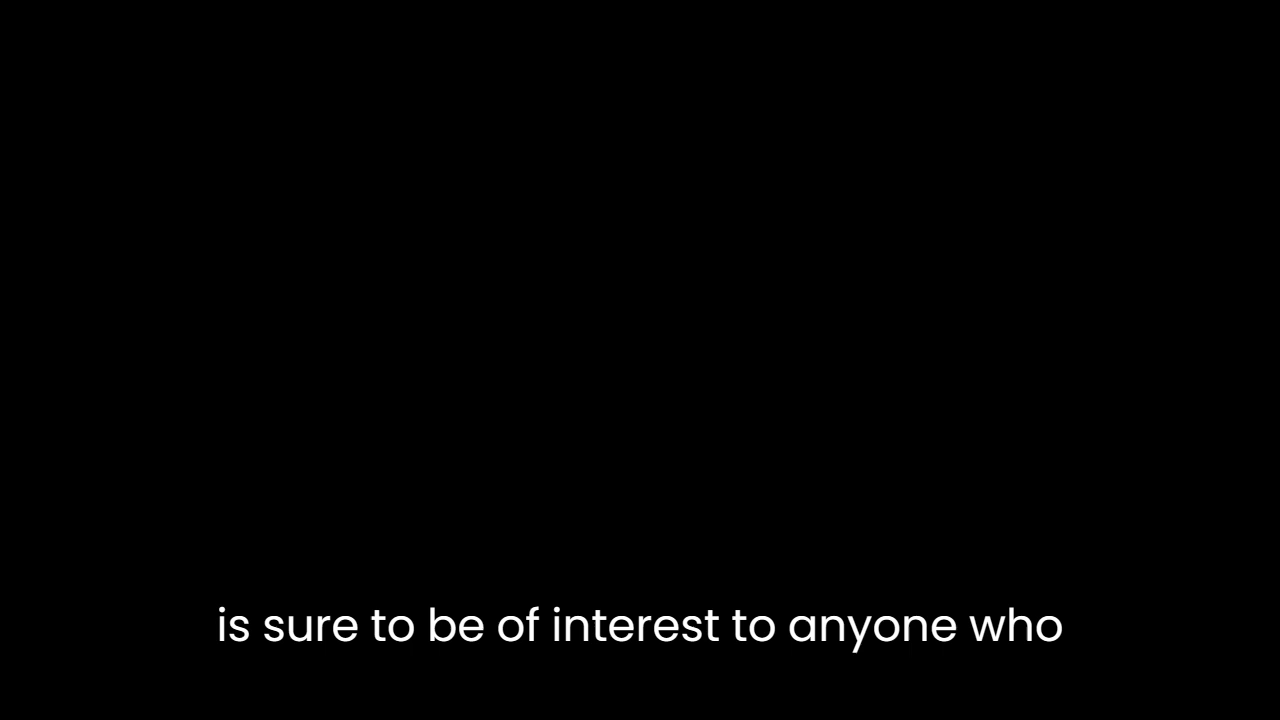 is sure to be of interest to anyone who